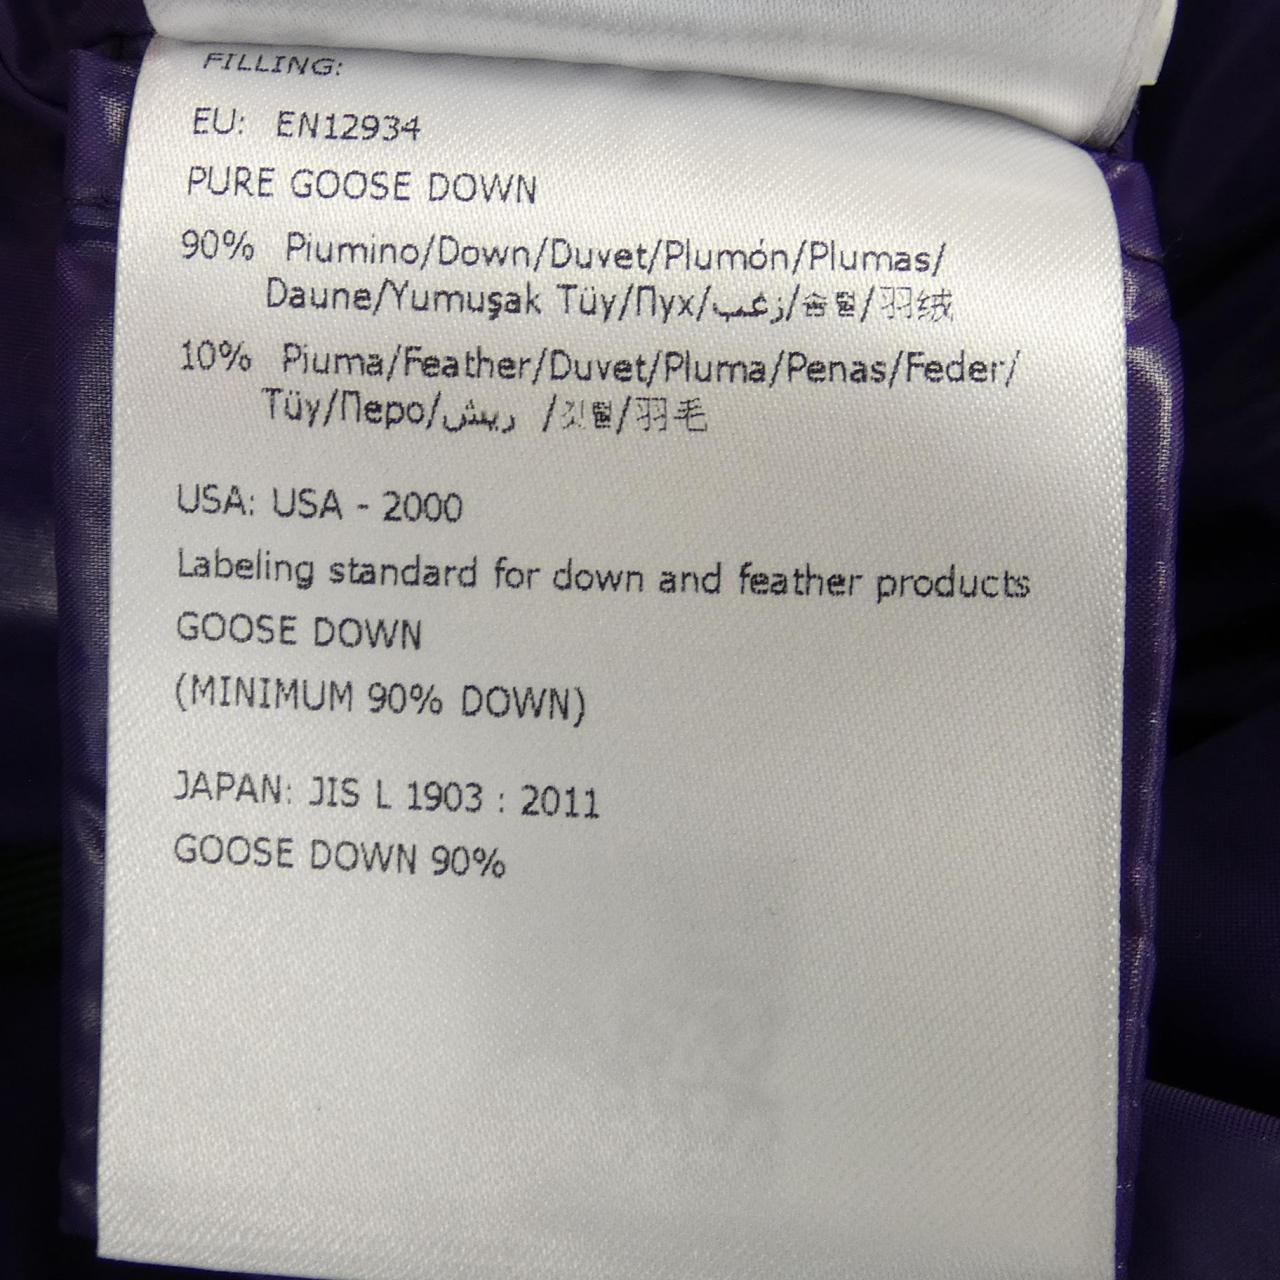 FILLING:
EU: EN12934
PURE GOOSE DOWN
90% Piumino/Down/Duvet/Plumón/Plumas/
Daune/Yumuşak Tüy/Пух/زغب/솜털/羽绒
10% Piuma/Feather/Duvet/Pluma/Penas/Feder/
Tüy/Перо/ريش /깃털/羽毛
USA: USA - 2000
Labeling standard for down and feather products
GOOSE DOWN
(MINIMUM 90% DOWN)
JAPAN: JIS L 1903 : 2011
GOOSE DOWN 90%